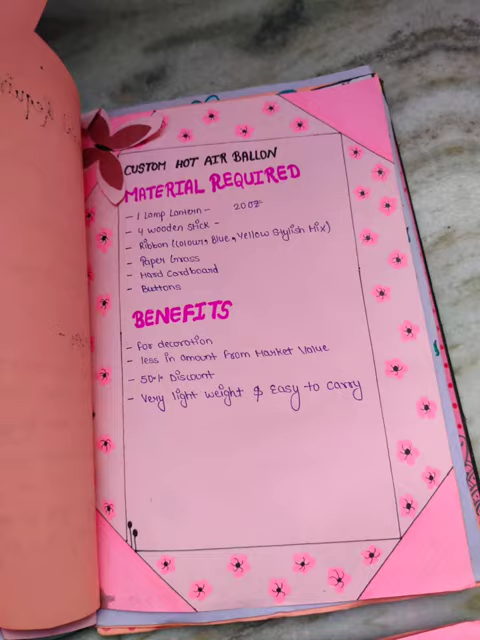 CUSTOM HOT AIR BALLON
MATERIAL REQUIRED
- 1 Lamp Lantern -
- 4 wooden stick -
- Ribbon (colours, Blue, Yellow Stylish Mix)
- Paper Grass
- Hard Cardboard
- Buttons
BENEFITS
- for decoration
- less in amount from Market Value
- 50% Discount
- Very light weight & Easy to carry